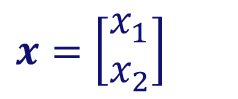 x = [x₁
x₂]